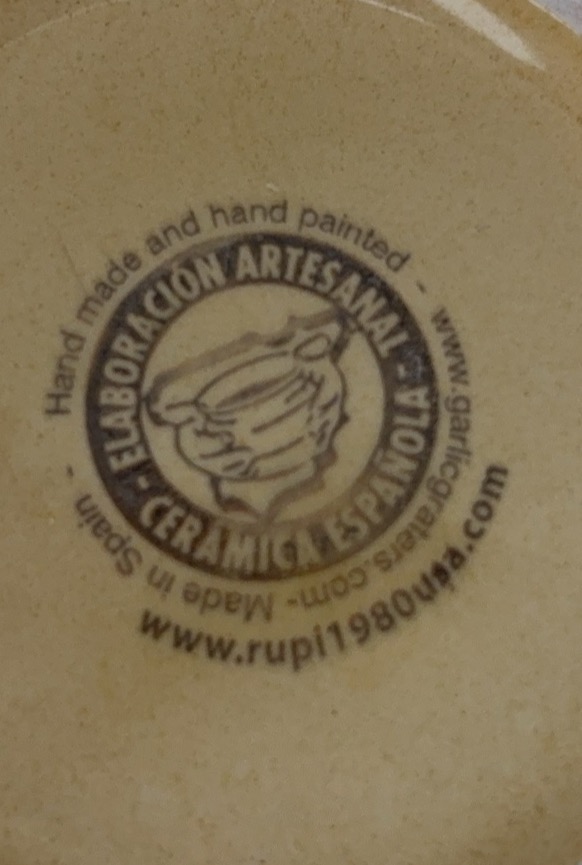 Hand made and hand painted - www.garlicgraters.com - Made in Spain -
ELABORACIÓN ARTESANAL - CERÁMICA ESPAÑOLA -
www.rupi1980usa.com